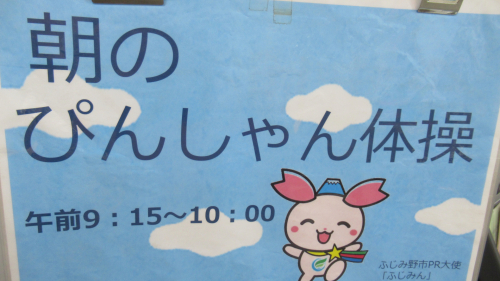 朝の
ぴんしゃん体操
午前9：15～10：00
ふじみ野市PR大使
「ふじみん」